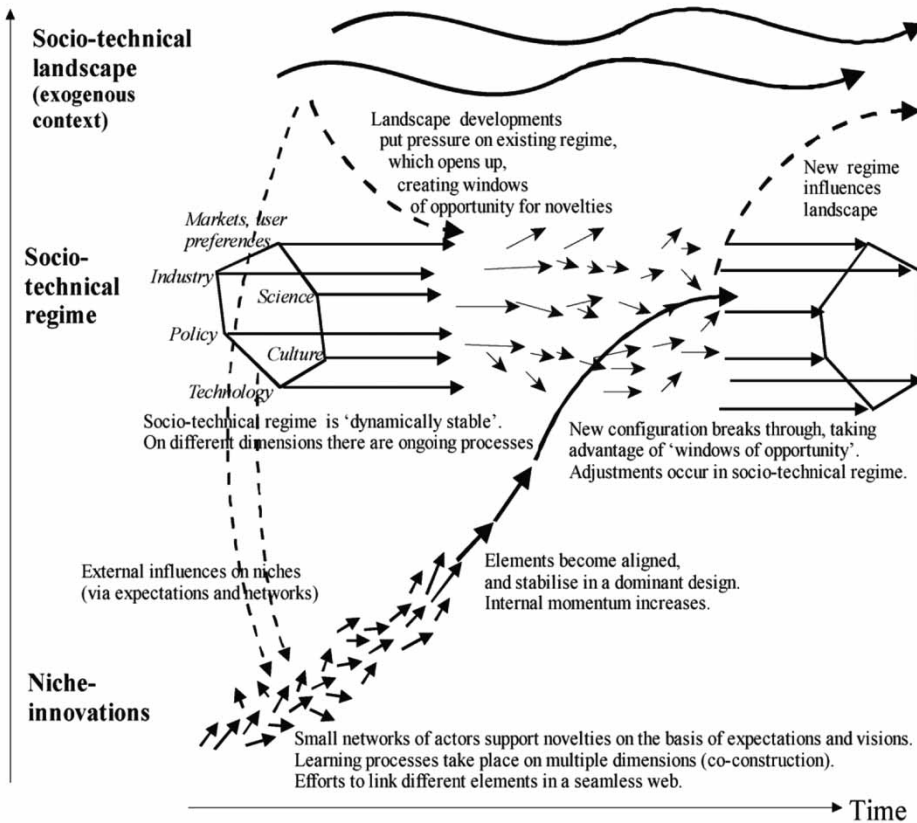 Socio-technical
landscape
(exogenous
context)
Landscape developments
put pressure on existing regime,
which opens up,
creating windows
of opportunity for novelties
New regime
influences
landscape
Markets, user
preferences
Socio-
technical
regime
Industry
Science
Policy
Culture
Technology
Socio-technical regime is ‘dynamically stable’.
On different dimensions there are ongoing processes
New configuration breaks through, taking
advantage of ‘windows of opportunity’.
Adjustments occur in socio-technical regime.
External influences on niches
(via expectations and networks)
Elements become aligned,
and stabilise in a dominant design.
Internal momentum increases.
Niche-
innovations
Small networks of actors support novelties on the basis of expectations and visions.
Learning processes take place on multiple dimensions (co-construction).
Efforts to link different elements in a seamless web.
Time